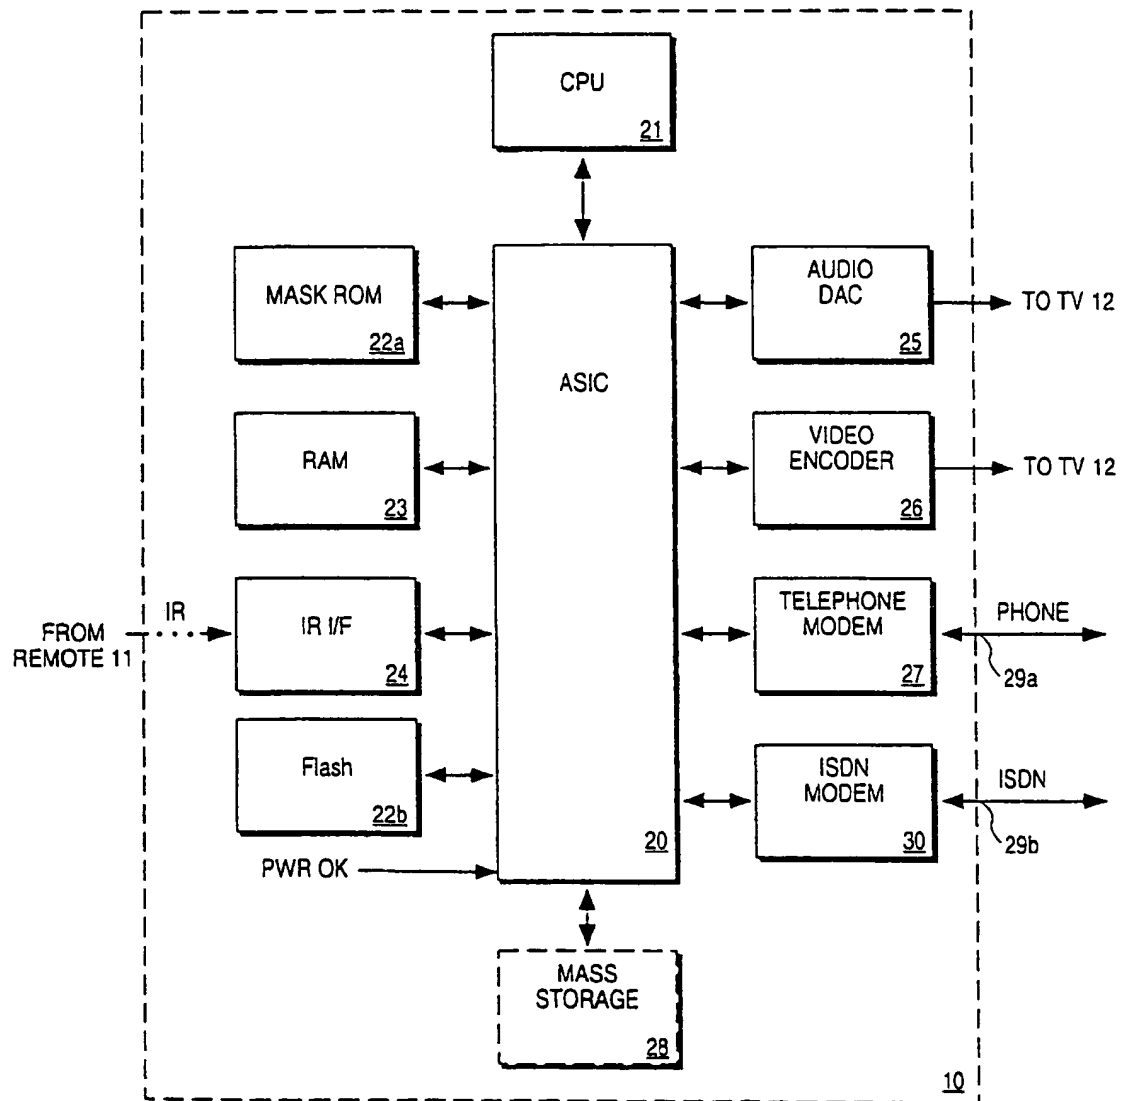 CPU
21
MASK ROM
22a
AUDIO
DAC
25
TO TV 12
ASIC
20
RAM
23
VIDEO
ENCODER
26
TO TV 12
FROM
REMOTE 11
IR
IR I/F
24
TELEPHONE
MODEM
27
PHONE
29a
Flash
22b
ISDN
MODEM
30
ISDN
29b
PWR OK
MASS
STORAGE
28
10